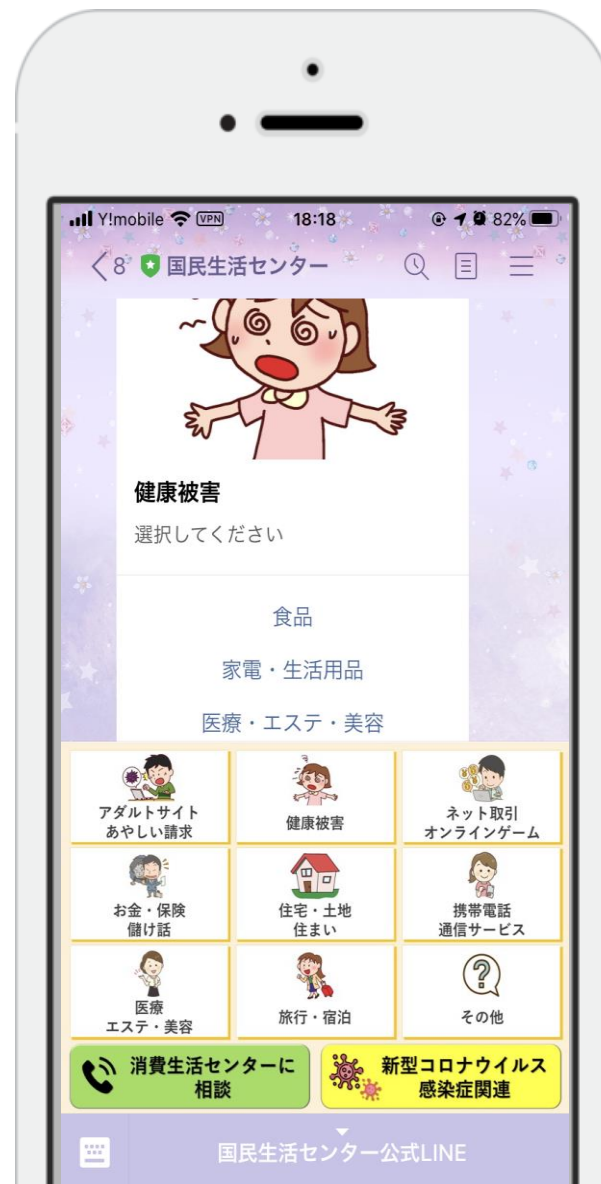 Y!mobile VPN 18:18 82%
8 国民生活センター
健康被害
選択してください
食品
家電・生活用品
医療・エステ・美容
アダルトサイト
あやしい請求
健康被害
ネット取引
オンラインゲーム
お金・保険
儲け話
住宅・土地
住まい
携帯電話
通信サービス
医療
エステ・美容
旅行・宿泊
?
その他
消費生活センターに
相談
新型コロナウイルス
感染症関連
国民生活センター公式LINE